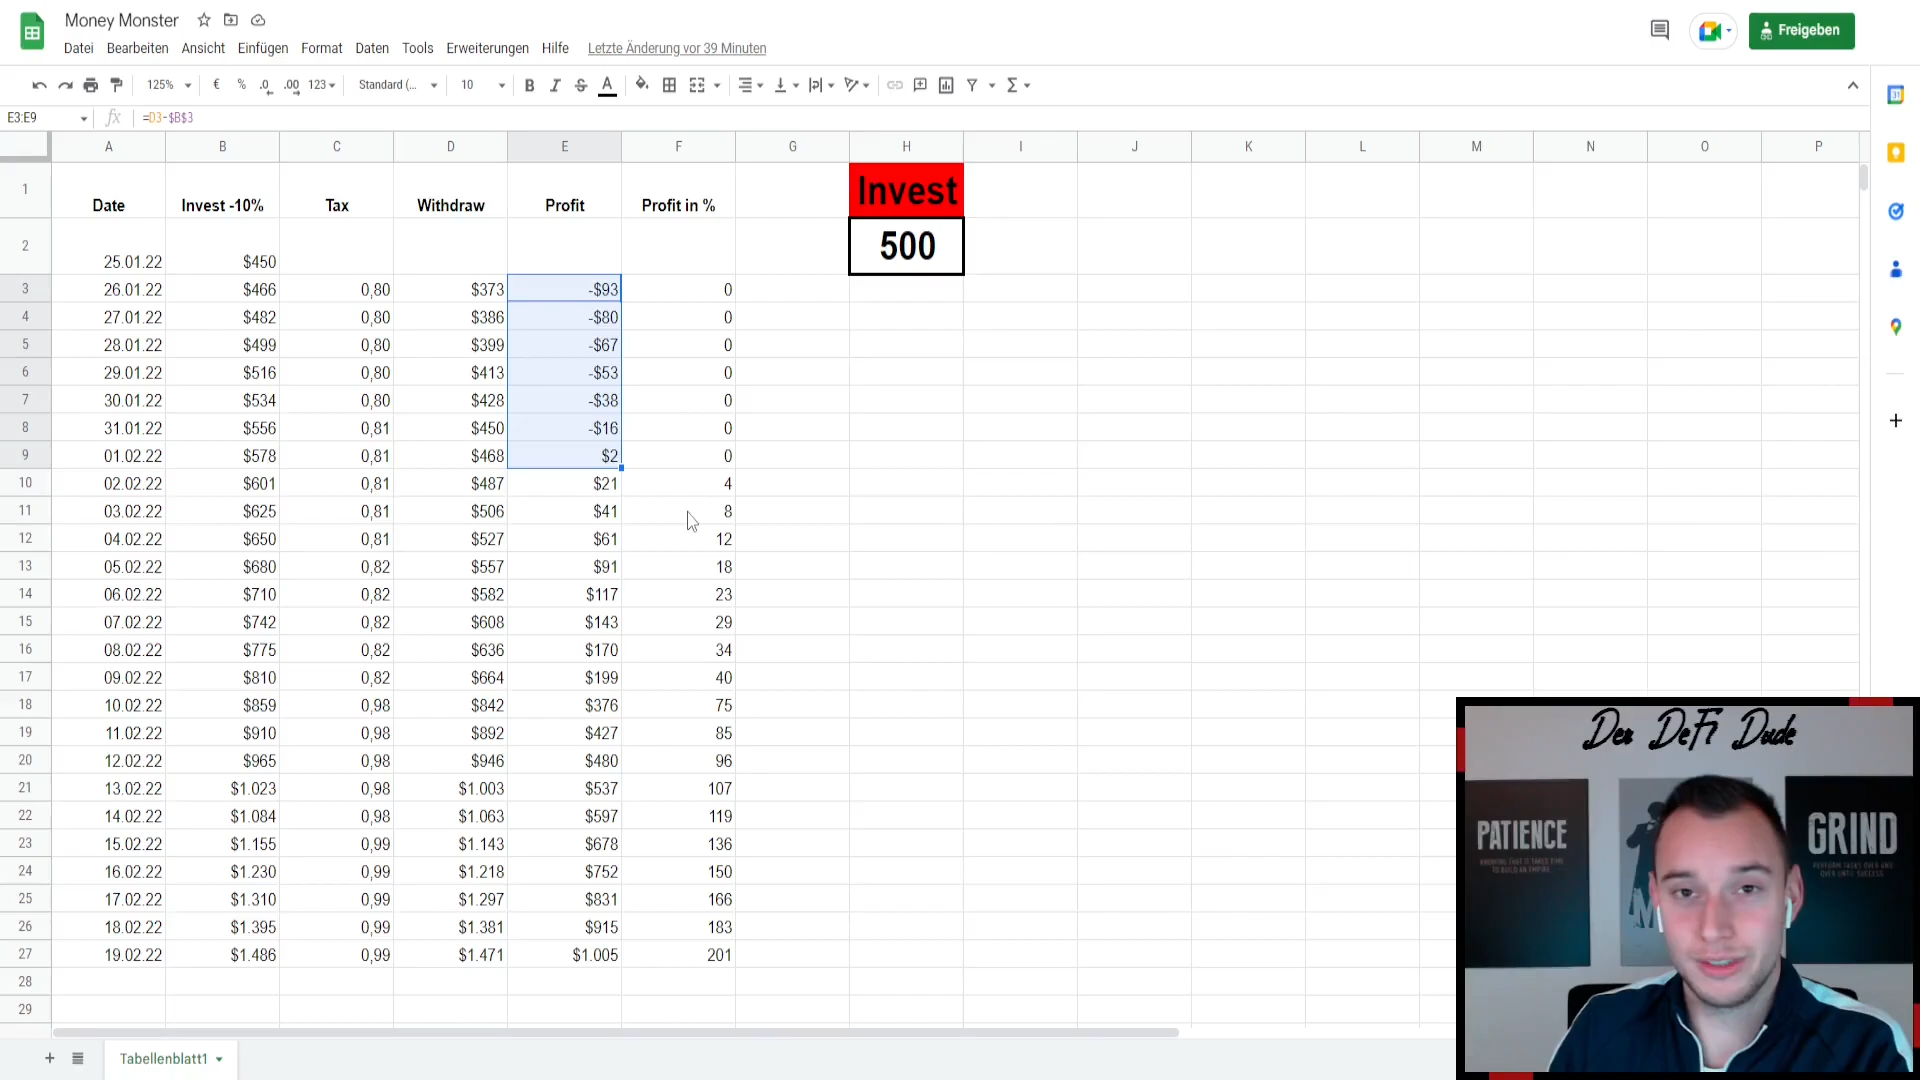 Money Monster
Datei Bearbeiten Ansicht Einfügen Format Daten Tools Erweiterungen Hilfe Letzte Änderung vor 39 Minuten
Freigeben
125% € % .0 .00 123 Standard (... 10 B I S A
E3:E9 fx =D3-$B$3
A B C D E F G H I J K L M N O P
1 Date Invest -10% Tax Withdraw Profit Profit in % Invest
2 25.01.22 $450 500
3 26.01.22 $466 0,80 $373 -$93 0
4 27.01.22 $482 0,80 $386 -$80 0
5 28.01.22 $499 0,80 $399 -$67 0
6 29.01.22 $516 0,80 $413 -$53 0
7 30.01.22 $534 0,80 $428 -$38 0
8 31.01.22 $556 0,81 $450 -$16 0
9 01.02.22 $578 0,81 $468 $2 0
10 02.02.22 $601 0,81 $487 $21 4
11 03.02.22 $625 0,81 $506 $41 8
12 04.02.22 $650 0,81 $527 $61 12
13 05.02.22 $680 0,82 $557 $91 18
14 06.02.22 $710 0,82 $582 $117 23
15 07.02.22 $742 0,82 $608 $143 29
16 08.02.22 $775 0,82 $636 $170 34
17 09.02.22 $810 0,82 $664 $199 40
18 10.02.22 $859 0,98 $842 $376 75
19 11.02.22 $910 0,98 $892 $427 85
20 12.02.22 $965 0,98 $946 $480 96
21 13.02.22 $1.023 0,98 $1.003 $537 107
22 14.02.22 $1.084 0,98 $1.063 $597 119
23 15.02.22 $1.155 0,99 $1.143 $678 136
24 16.02.22 $1.230 0,99 $1.218 $752 150
25 17.02.22 $1.310 0,99 $1.297 $831 166
26 18.02.22 $1.395 0,99 $1.381 $915 183
27 19.02.22 $1.486 0,99 $1.471 $1.005 201
28
29
Tabellenblatt1
Der DeFi Dude
PATIENCE
KNOWING THAT IT TAKES TIME
TO BUILD AN EMPIRE
M
GRIND
PERFORM TASKS OVER AND
OVER UNTIL SUCCESS